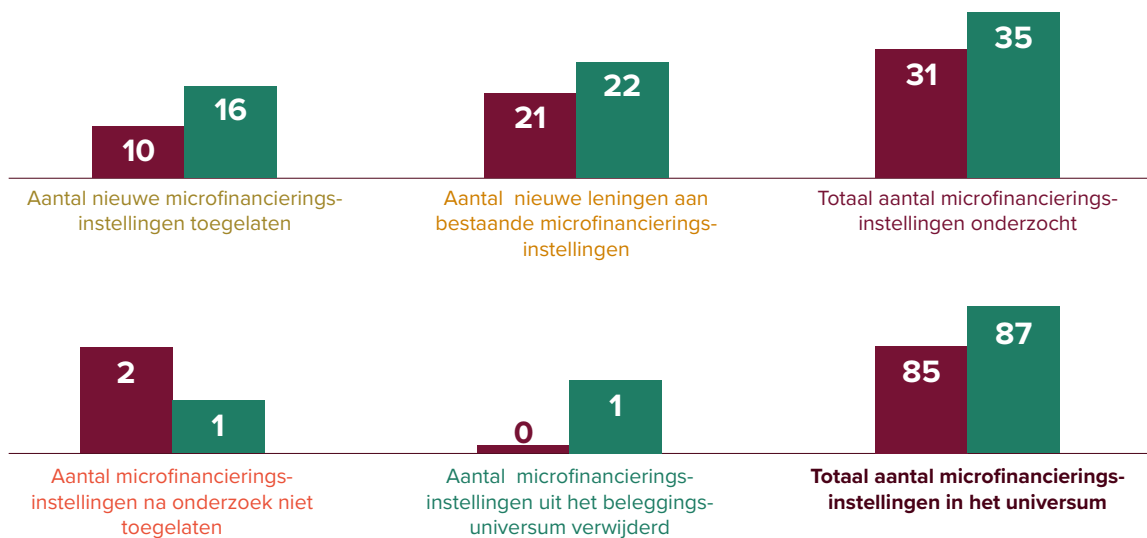 10
16
Aantal nieuwe microfinancierings-
instellingen toegelaten
21
22
Aantal nieuwe leningen aan
bestaande microfinancierings-
instellingen
31
35
Totaal aantal microfinancierings-
instellingen onderzocht
2
1
Aantal microfinancierings-
instellingen na onderzoek niet
toegelaten
0
1
Aantal microfinancierings-
instellingen uit het beleggings-
universum verwijderd
85
87
Totaal aantal microfinancierings-
instellingen in het universum